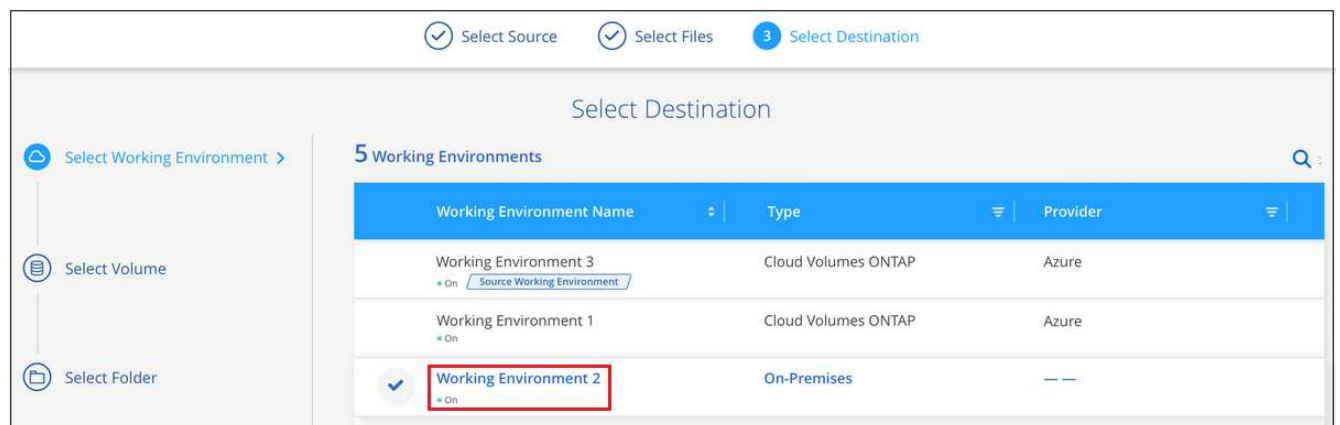 Select Source
Select Files
3 Select Destination
Select Destination
Select Working Environment
5 Working Environments
Working Environment Name Type Provider
Select Volume
Working Environment 3 Cloud Volumes ONTAP Azure
On Source Working Environment
Working Environment 1 Cloud Volumes ONTAP Azure
On
Select Folder
Working Environment 2 On-Premises — —
On